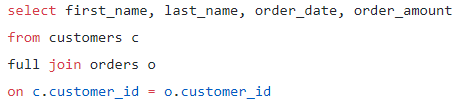 select first_name, last_name, order_date, order_amount
from customers c
full join orders o
on c.customer_id = o.customer_id